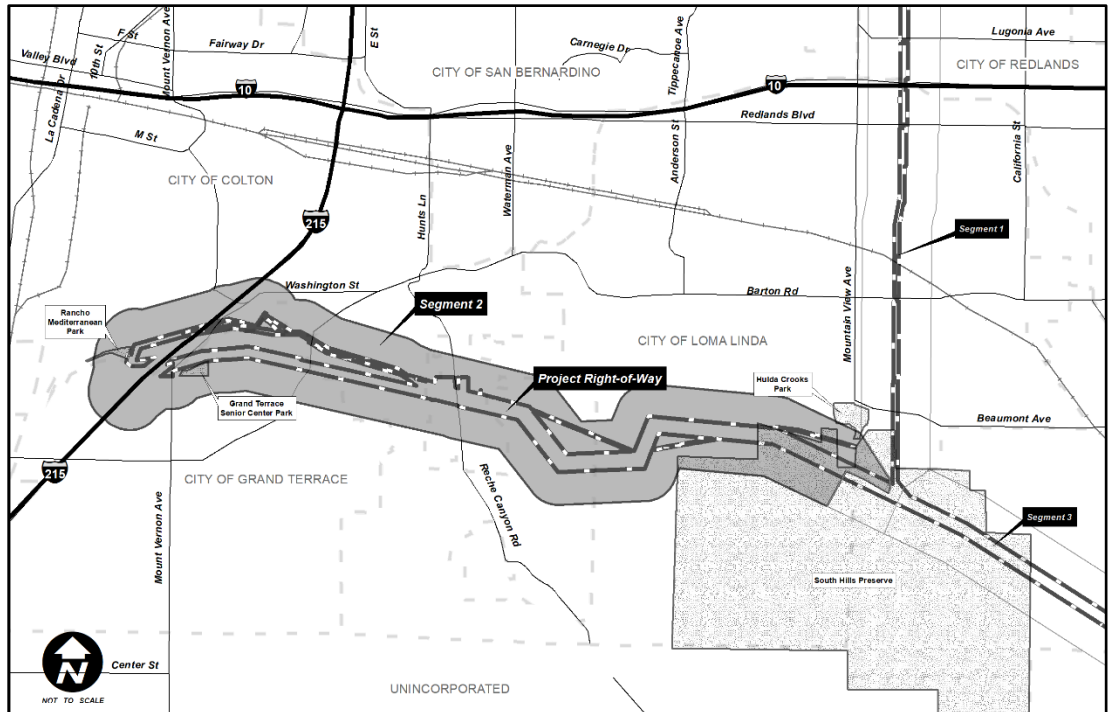 F St
Fairway Dr
E St
Carnegie Dr
Tippecanoe Ave
Lugonia Ave
10th St
Mount Vernon Ave
Valley Blvd
La Cadena Dr
CITY OF SAN BERNARDINO
CITY OF REDLANDS
10
10
Redlands Blvd
M St
Anderson St
California St
Waterman Ave
CITY OF COLTON
Hunts Ln
215
Segment 1
Mountain View Ave
Washington St
Barton Rd
Segment 2
Rancho
Mediterranean
Park
CITY OF LOMA LINDA
Project Right-of-Way
Hulda Crooks
Park
Grand Terrace
Senior Center Park
Beaumont Ave
215
CITY OF GRAND TERRACE
Reche Canyon Rd
Segment 3
Mount Vernon Ave
South Hills Preserve
N
NOT TO SCALE
Center St
UNINCORPORATED